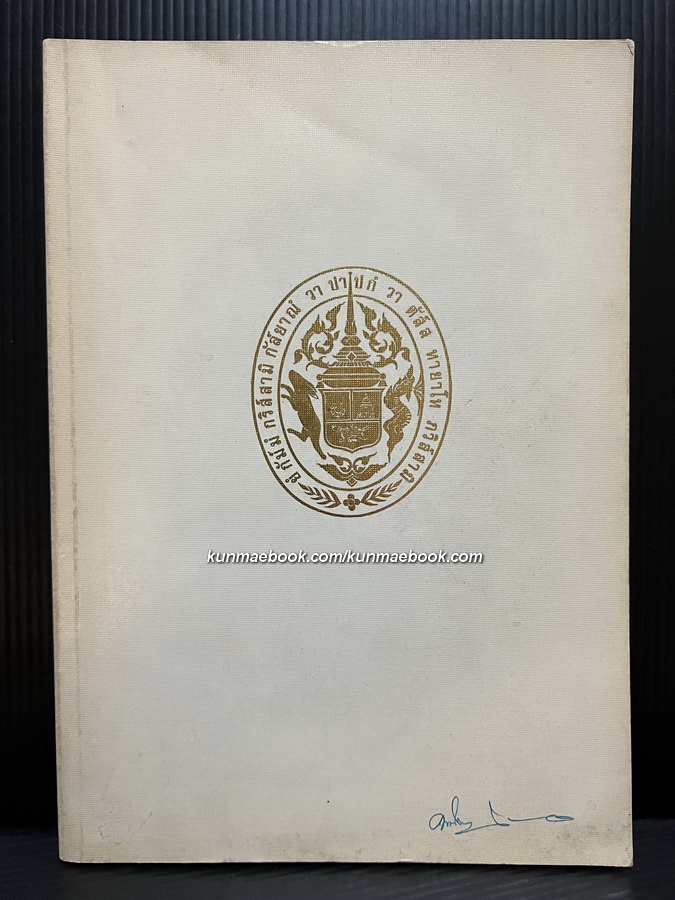 ยํ กัมฺมํ กริสฺสามิ กัลฺยาณํ วา ปาปกํ วา ตัสฺส ทายาโท ภวิสฺสามิ
kunmaebook.com/kunmaebook.com